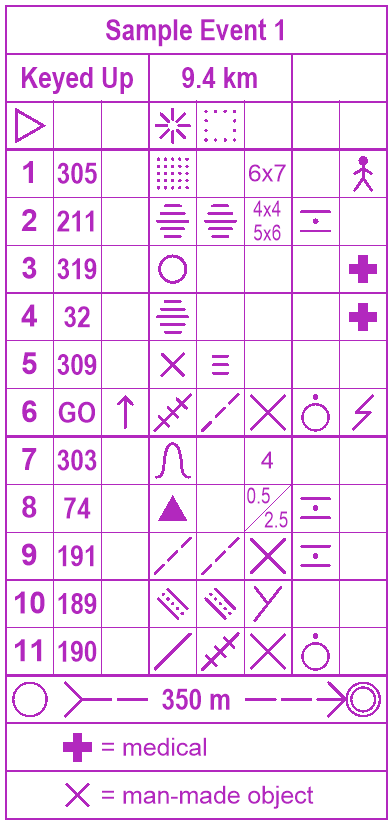 Sample Event 1
Keyed Up 9.4 km
1 305 6x7
2 211 4x4
5x6
3 319
4 32
5 309
6 GO
7 303 4
8 74 0.5/2.5
9 191
10 189
11 190
350 m
= medical
= man-made object